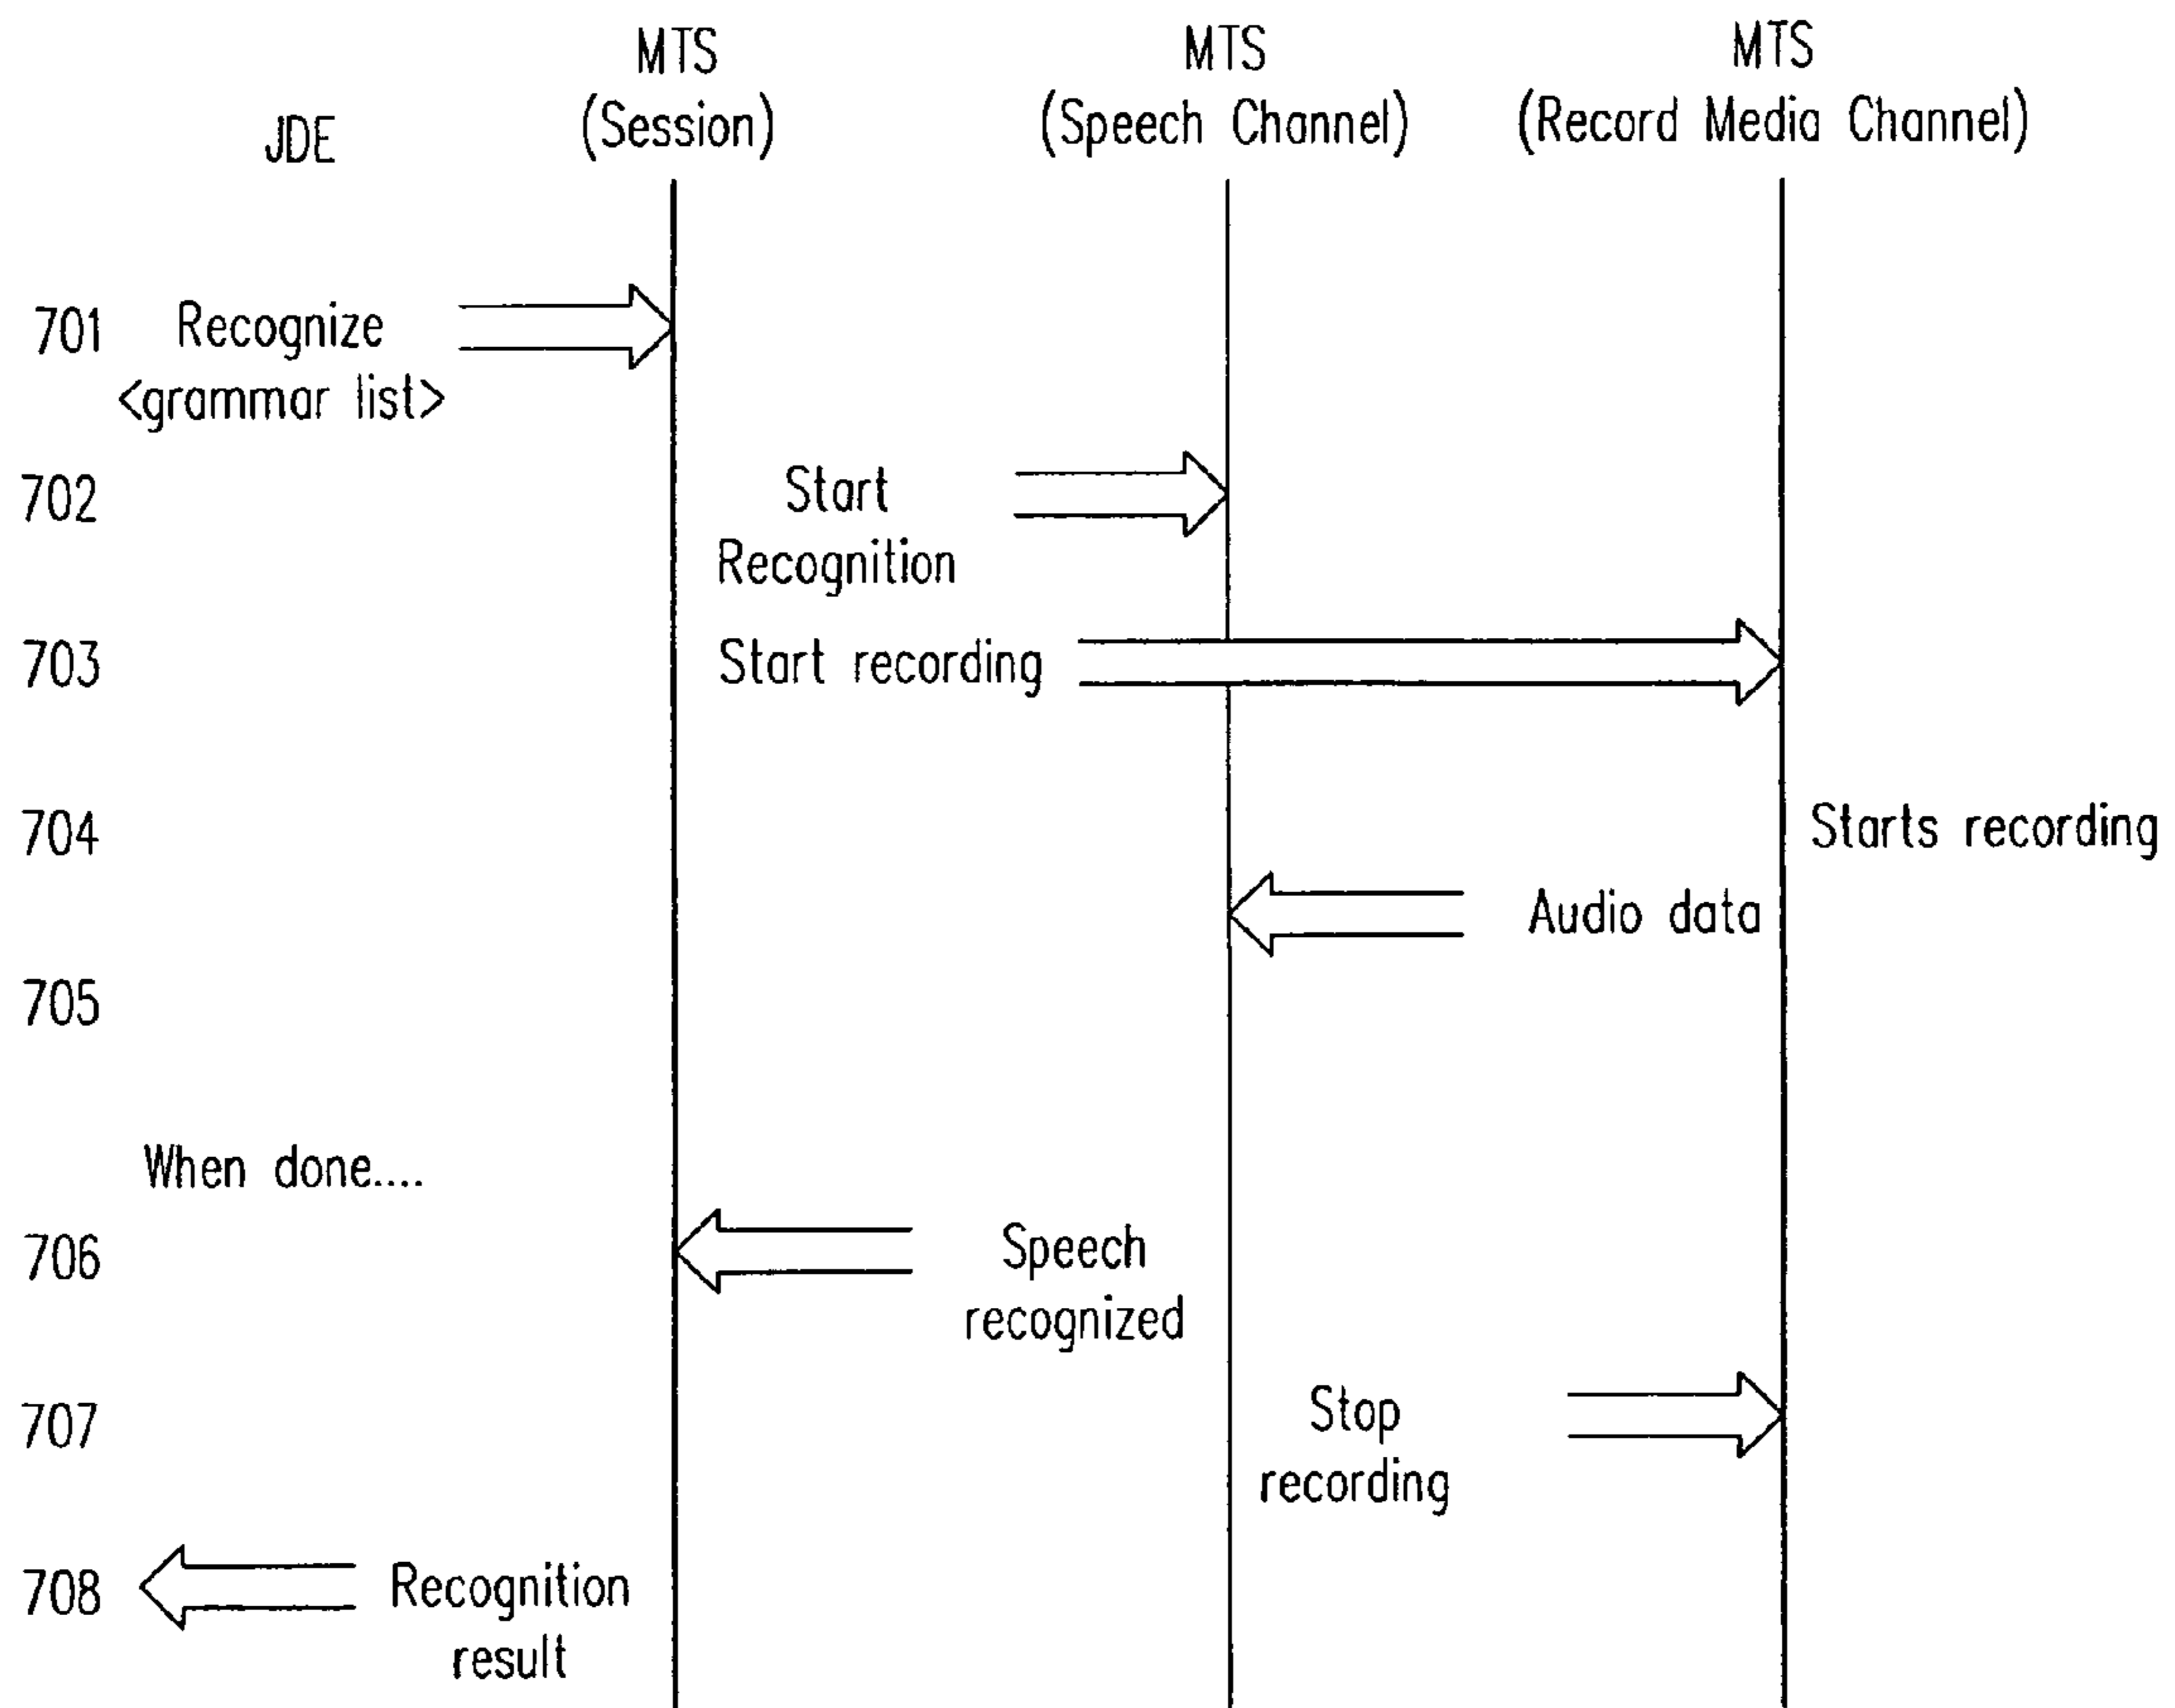 MTS
MTS
MTS
JDE
(Session)
(Speech Channel)
(Record Media Channel)
701
Recognize
<grammar list>
702
Start
Recognition
703
Start recording
704
Starts recording
Audio data
705
When done....
706
Speech
recognized
707
Stop
recording
708
Recognition
result